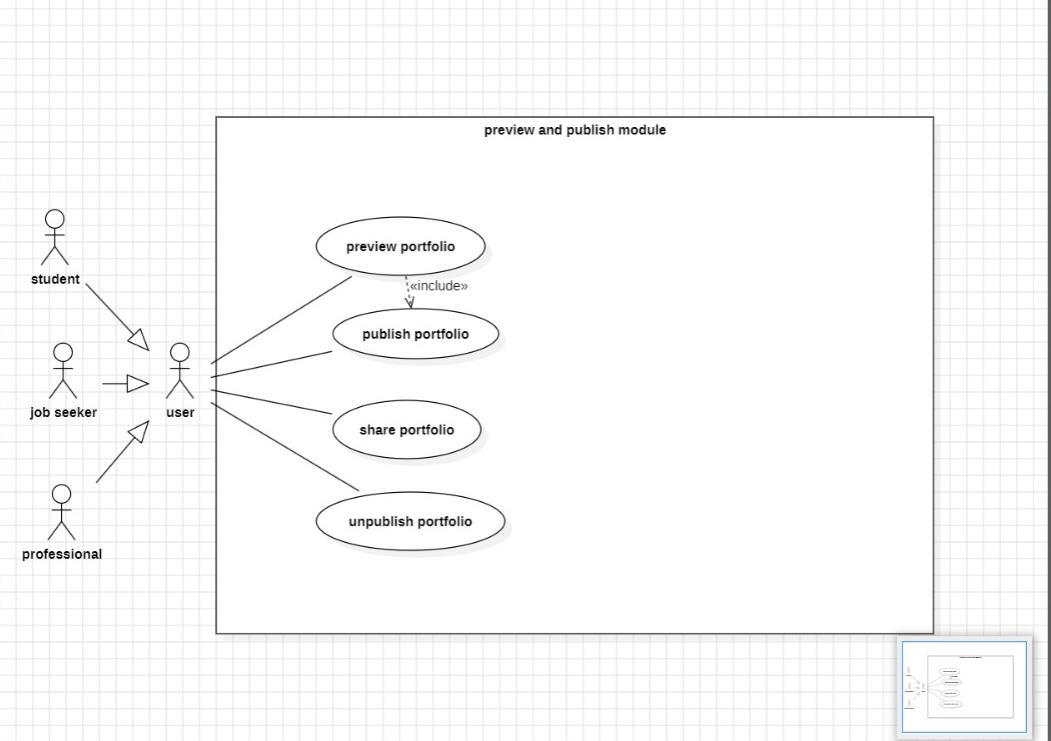 preview and publish module
preview portfolio
student
«include»
publish portfolio
job seeker
user
share portfolio
unpublish portfolio
professional